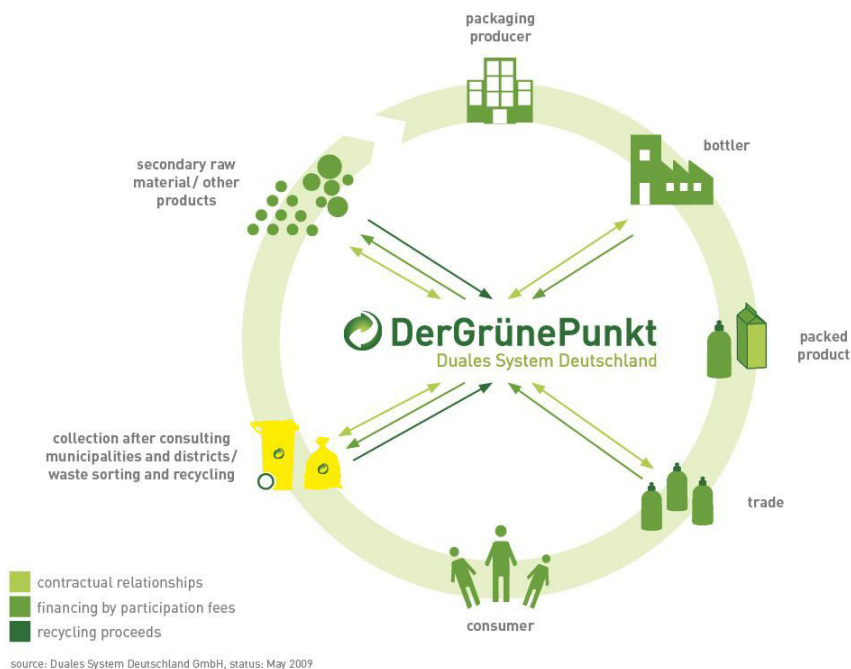 packaging
producer
bottler
secondary raw
material/ other
products
DerGrünePunkt
Duales System Deutschland
packed
product
collection after consulting
municipalities and districts/
waste sorting and recycling
trade
consumer
contractual relationships
financing by participation fees
recycling proceeds
source: Duales System Deutschland GmbH, status: May 2009